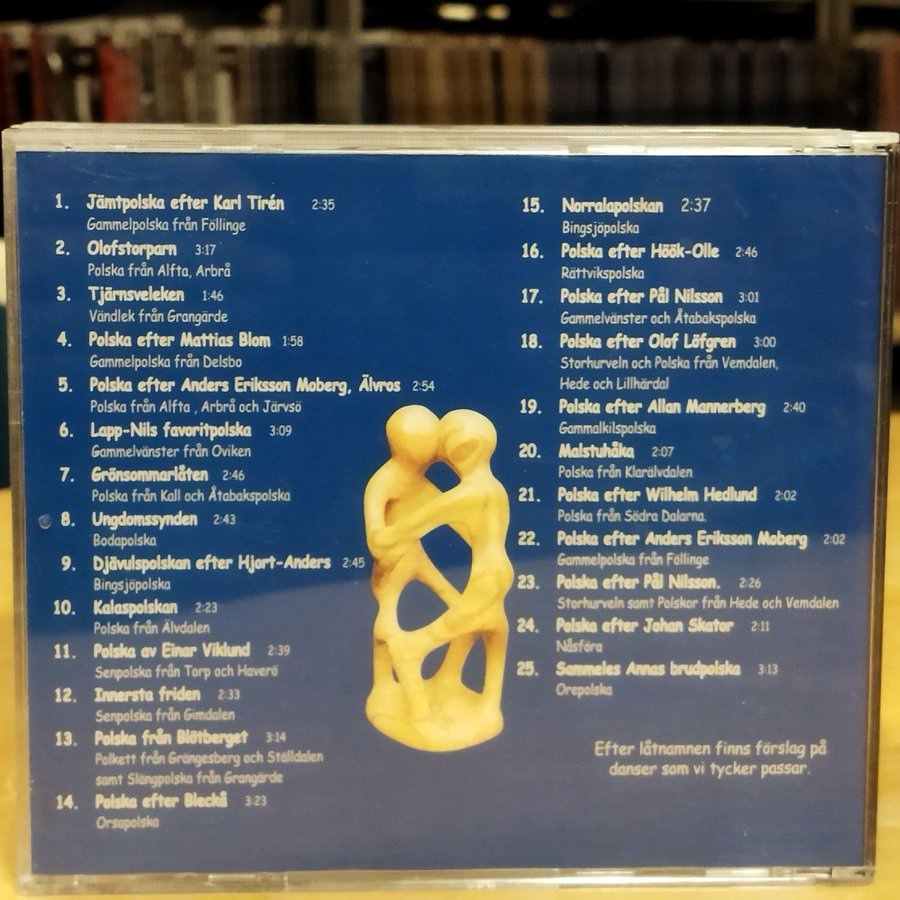 1. Jämtpolska efter Karl Tirén 2:35
Gammelpolska från Föllinge
2. Olofstorparn 3:17
Polska från Alfta, Arbrå
3. Tjärnsveleken 1:46
Vändlek från Grangärde
4. Polska efter Mattias Blom 1:58
Gammelpolska från Delsbo
5. Polska efter Anders Eriksson Moberg, Älvros 2:54
Polska från Alfta , Arbrå och Järvsö
6. Lapp-Nils favoritpolska 3:09
Gammelvänster från Oviken
7. Grönsommarlåten 2:46
Polska från Kall och Åtabakspolska
8. Ungdomssynden 2:43
Bodapolska
9. Djävulspolskan efter Hjort-Anders 2:45
Bingsjöpolska
10. Kalaspolskan 2:23
Polska från Älvdalen
11. Polska av Einar Viklund 2:39
Senpolska från Torp och Haverö
12. Innersta friden 2:33
Senpolska från Gimdalen
13. Polska från Blötberget 3:14
Polkett från Grängesberg och Ställdalen
samt Slängpolska från Grangärde
14. Polska efter Bleckå 3:23
Orsapolska
15. Norralapolskan 2:37
Bingsjöpolska
16. Polska efter Höök-Olle 2:46
Rättvikspolska
17. Polska efter Pål Nilsson 3:01
Gammelvänster och Åtabakspolska
18. Polska efter Olof Löfgren 3:00
Storhurveln och Polska från Vemdalen,
Hede och Lillhärdal
19. Polska efter Allan Mannerberg 2:40
Gammalkilspolska
20. Malstuhåka 2:07
Polska från Klarälvdalen
21. Polska efter Wilhelm Hedlund 2:02
Polska från Södra Dalarna.
22. Polska efter Anders Eriksson Moberg 2:02
Gammelpolska från Föllinge
23. Polska efter Pål Nilsson. 2:26
Storhurveln samt Polskor från Hede och Vemdalen
24. Polska efter Johan Skator 2:11
Nåsföra
25. Sammeles Annas brudpolska 3:13
Orepolska
Efter låtnamnen finns förslag på
danser som vi tycker passar.